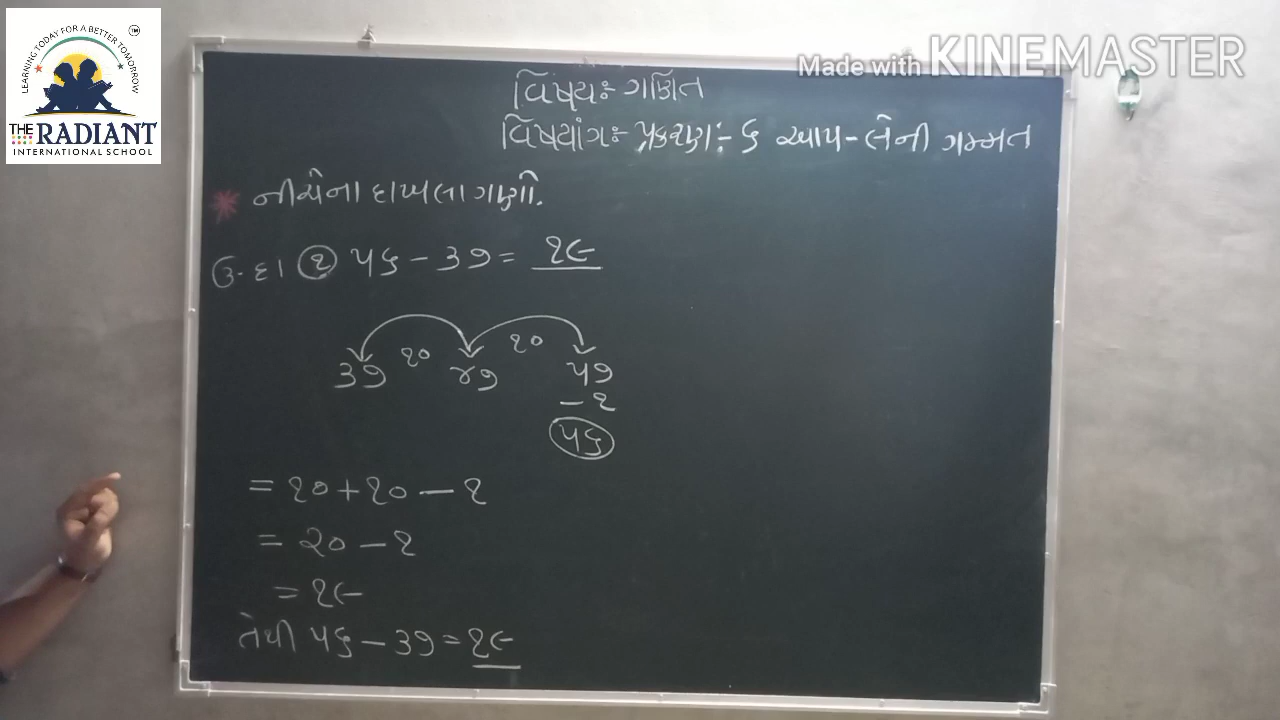 LEARNING TODAY FOR A BETTER TOMORROW
TM
THE RADIANT
INTERNATIONAL SCHOOL
Made with KINEMASTER
વિષય:- ગણિત
વિષયાંગ:- પ્રકરણ:- ૬ આપ-લેની ગમ્મત
* નીચેના દાખલા ગણો.
ઉ.દા ૧ ૫૬ - ૩૭ = ૧૯
૧૦ ૧૦
૩૭ ૪૭ ૫૭
- ૧
૫૬
= ૧૦ + ૧૦ - ૧
= ૨૦ - ૧
= ૧૯
તેથી ૫૬ - ૩૭ = ૧૯